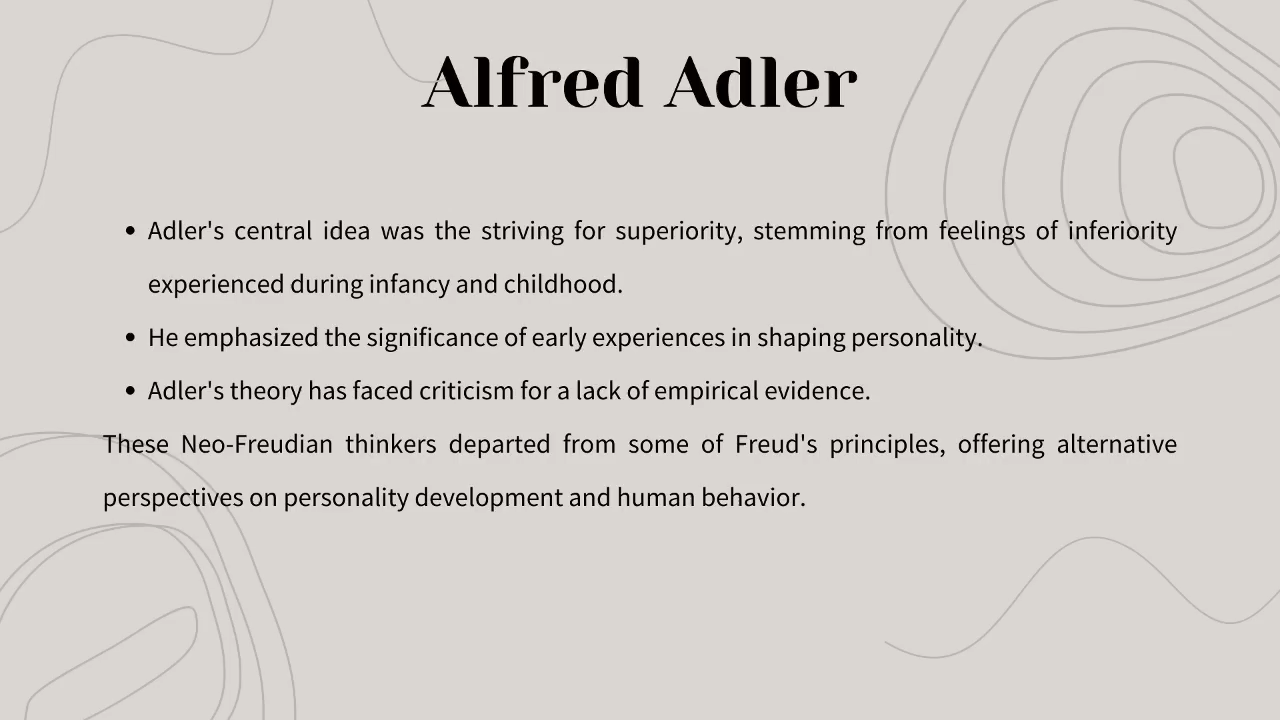 Alfred Adler
• Adler's central idea was the striving for superiority, stemming from feelings of inferiority
experienced during infancy and childhood.
• He emphasized the significance of early experiences in shaping personality.
• Adler's theory has faced criticism for a lack of empirical evidence.
These Neo-Freudian thinkers departed from some of Freud's principles, offering alternative
perspectives on personality development and human behavior.